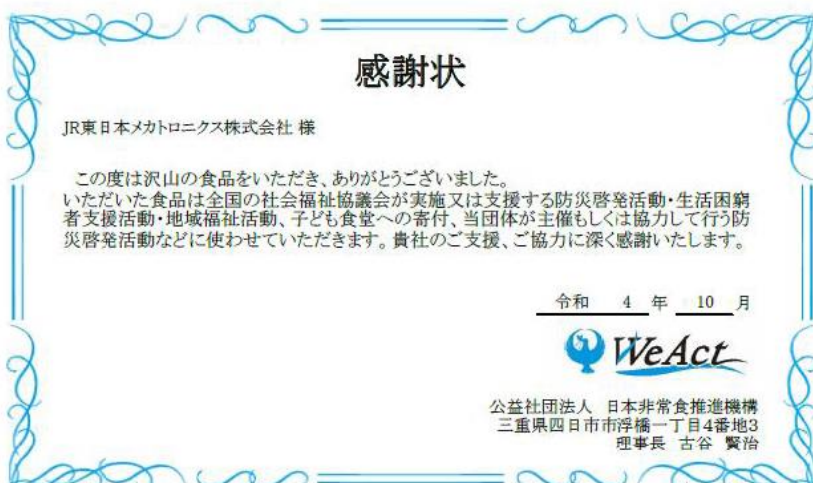 感謝状
JR東日本メカトロニクス株式会社 様
この度は沢山の食品をいただき、ありがとうございました。
いただいた食品は全国の社会福祉協議会が実施又は支援する防災啓発活動・生活困窮
者支援活動・地域福祉活動、子ども食堂への寄付、当団体が主催もしくは協力して行う防
災啓発活動などに使わせていただきます。貴社のご支援、ご協力に深く感謝いたします。
令和 4 年 10 月
WeAct
公益社団法人 日本非常食推進機構
三重県四日市市浮橋一丁目4番地3
理事長 古谷 賢治